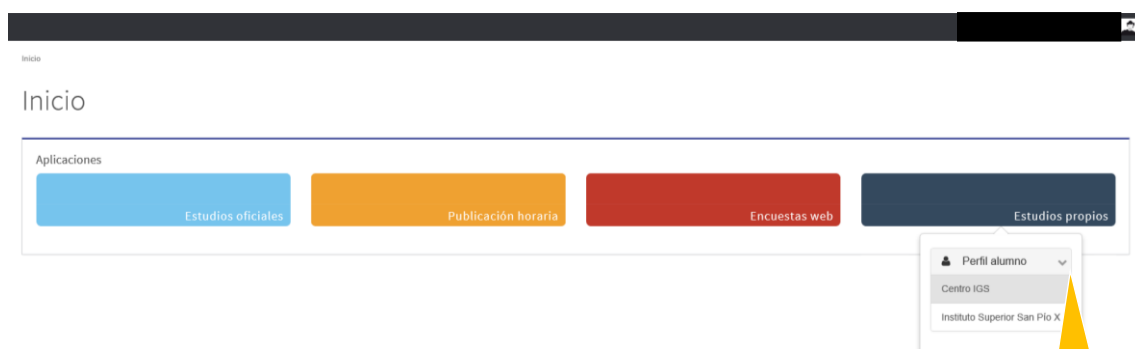 Inicio
Inicio
Aplicaciones
Estudios oficiales
Publicación horaria
Encuestas web
Estudios propios
Perfil alumno
Centro IGS
Instituto Superior San Pío X